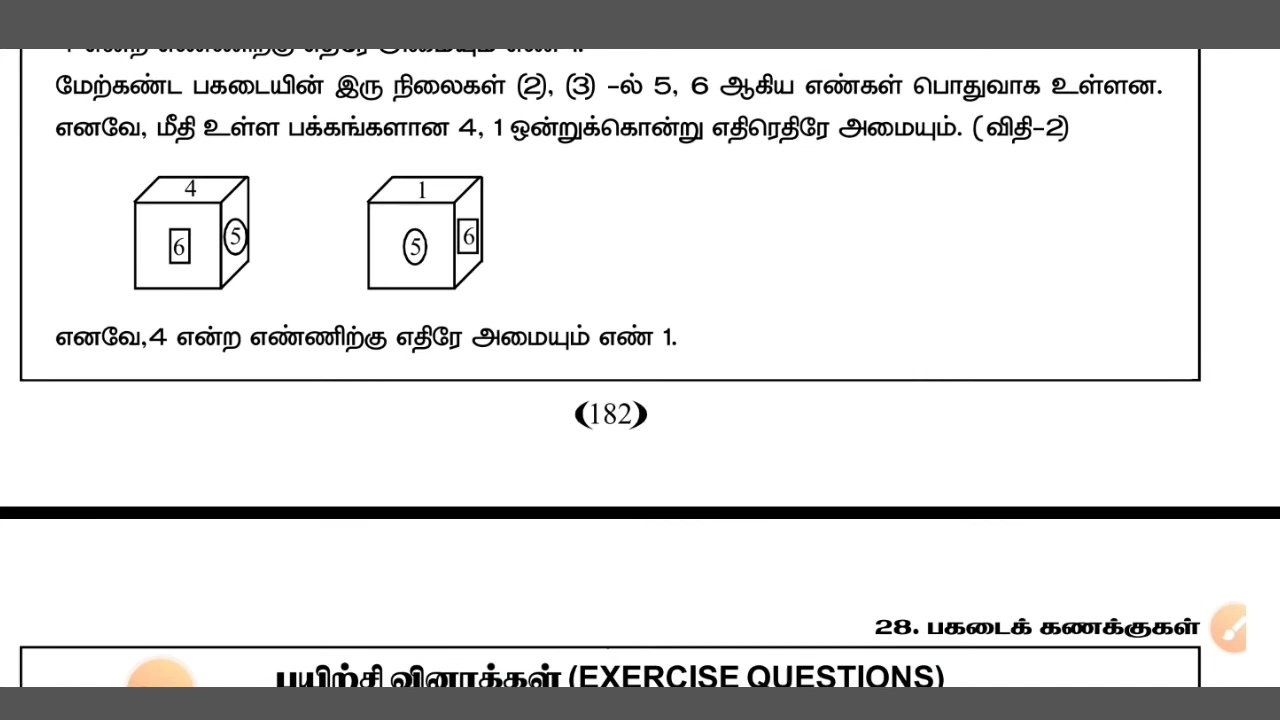 மேற்கண்ட பகடையின் இரு நிலைகள் (2), (3) -ல் 5, 6 ஆகிய எண்கள் பொதுவாக உள்ளன.
எனவே, மீதி உள்ள பக்கங்களான 4, 1 ஒன்றுக்கொன்று எதிரெதிரே அமையும். (விதி-2)
4 1
6 5 5 6
எனவே,4 என்ற எண்ணிற்கு எதிரே அமையும் எண் 1.
(182)
28. பகடைக் கணக்குகள்
பயிற்சி வினாக்கள் (EXERCISE QUESTIONS)